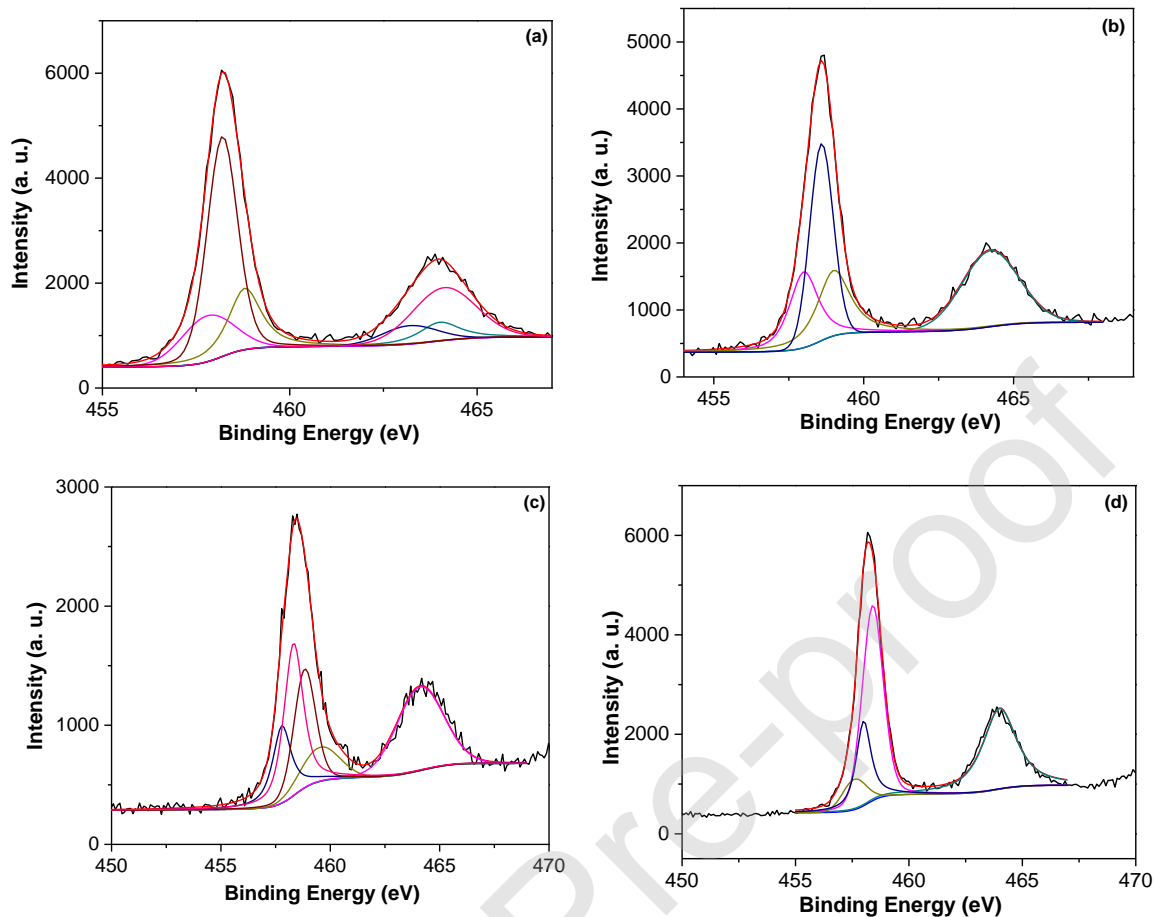 (a)
6000
4000
2000
0
Intensity (a. u.)
455
460
465
Binding Energy (eV)
(b)
5000
4000
3000
2000
1000
0
Intensity (a. u.)
455
460
465
Binding Energy (eV)
(c)
3000
2000
1000
0
Intensity (a. u.)
450
455
460
465
470
Binding Energy (eV)
(d)
6000
4000
2000
0
Intensity (a. u.)
450
455
460
465
470
Binding Energy (eV)
Pre-proof